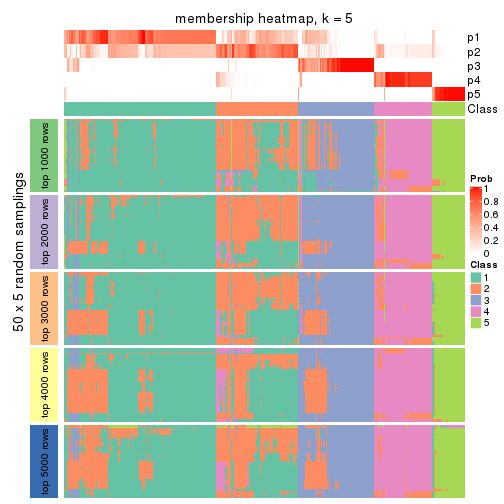 membership heatmap, k = 5
p1
p2
p3
p4
p5
Class
50 x 5 random samplings
top 1000 rows
top 2000 rows
top 3000 rows
top 4000 rows
top 5000 rows
Prob
1
0.8
0.6
0.4
0.2
0
Class
1
2
3
4
5